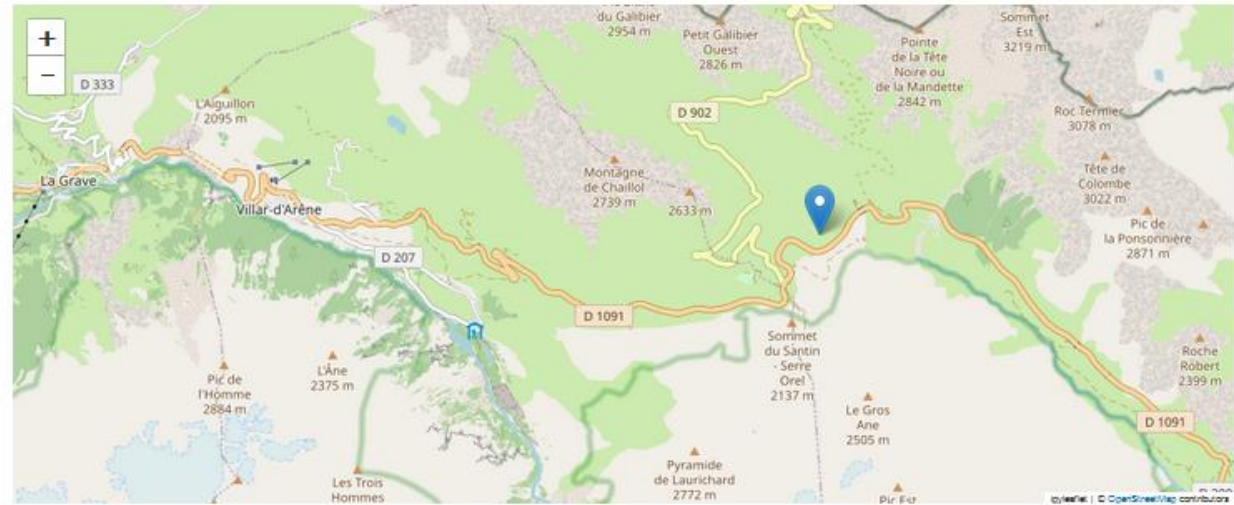 du Galibier
2954 m
Petit Galibier
Ouest
2826 m
Pointe
de la Tête
Noire ou
de la Mandette
2842 m
Sommet
Est
3219 m
+
−
D 333
L'Aiguillon
2095 m
D 902
Roc Termier
3078 m
La Grave
Villar-d'Arêne
Montagne
de Chaillol
2739 m
2633 m
Tête de
Colombe
3022 m
Pic de
la Ponsonnière
2871 m
D 207
D 1091
Sommet
du Santin
- Serre
Orel
2137 m
Roche
Robert
2399 m
L'Âne
2375 m
Pic de
l'Homme
2884 m
Le Gros
Ane
2505 m
D 1091
Les Trois
Hommes
Pyramide
de Laurichard
2772 m
Pic Est
ipyleaflet | © OpenStreetMap contributors